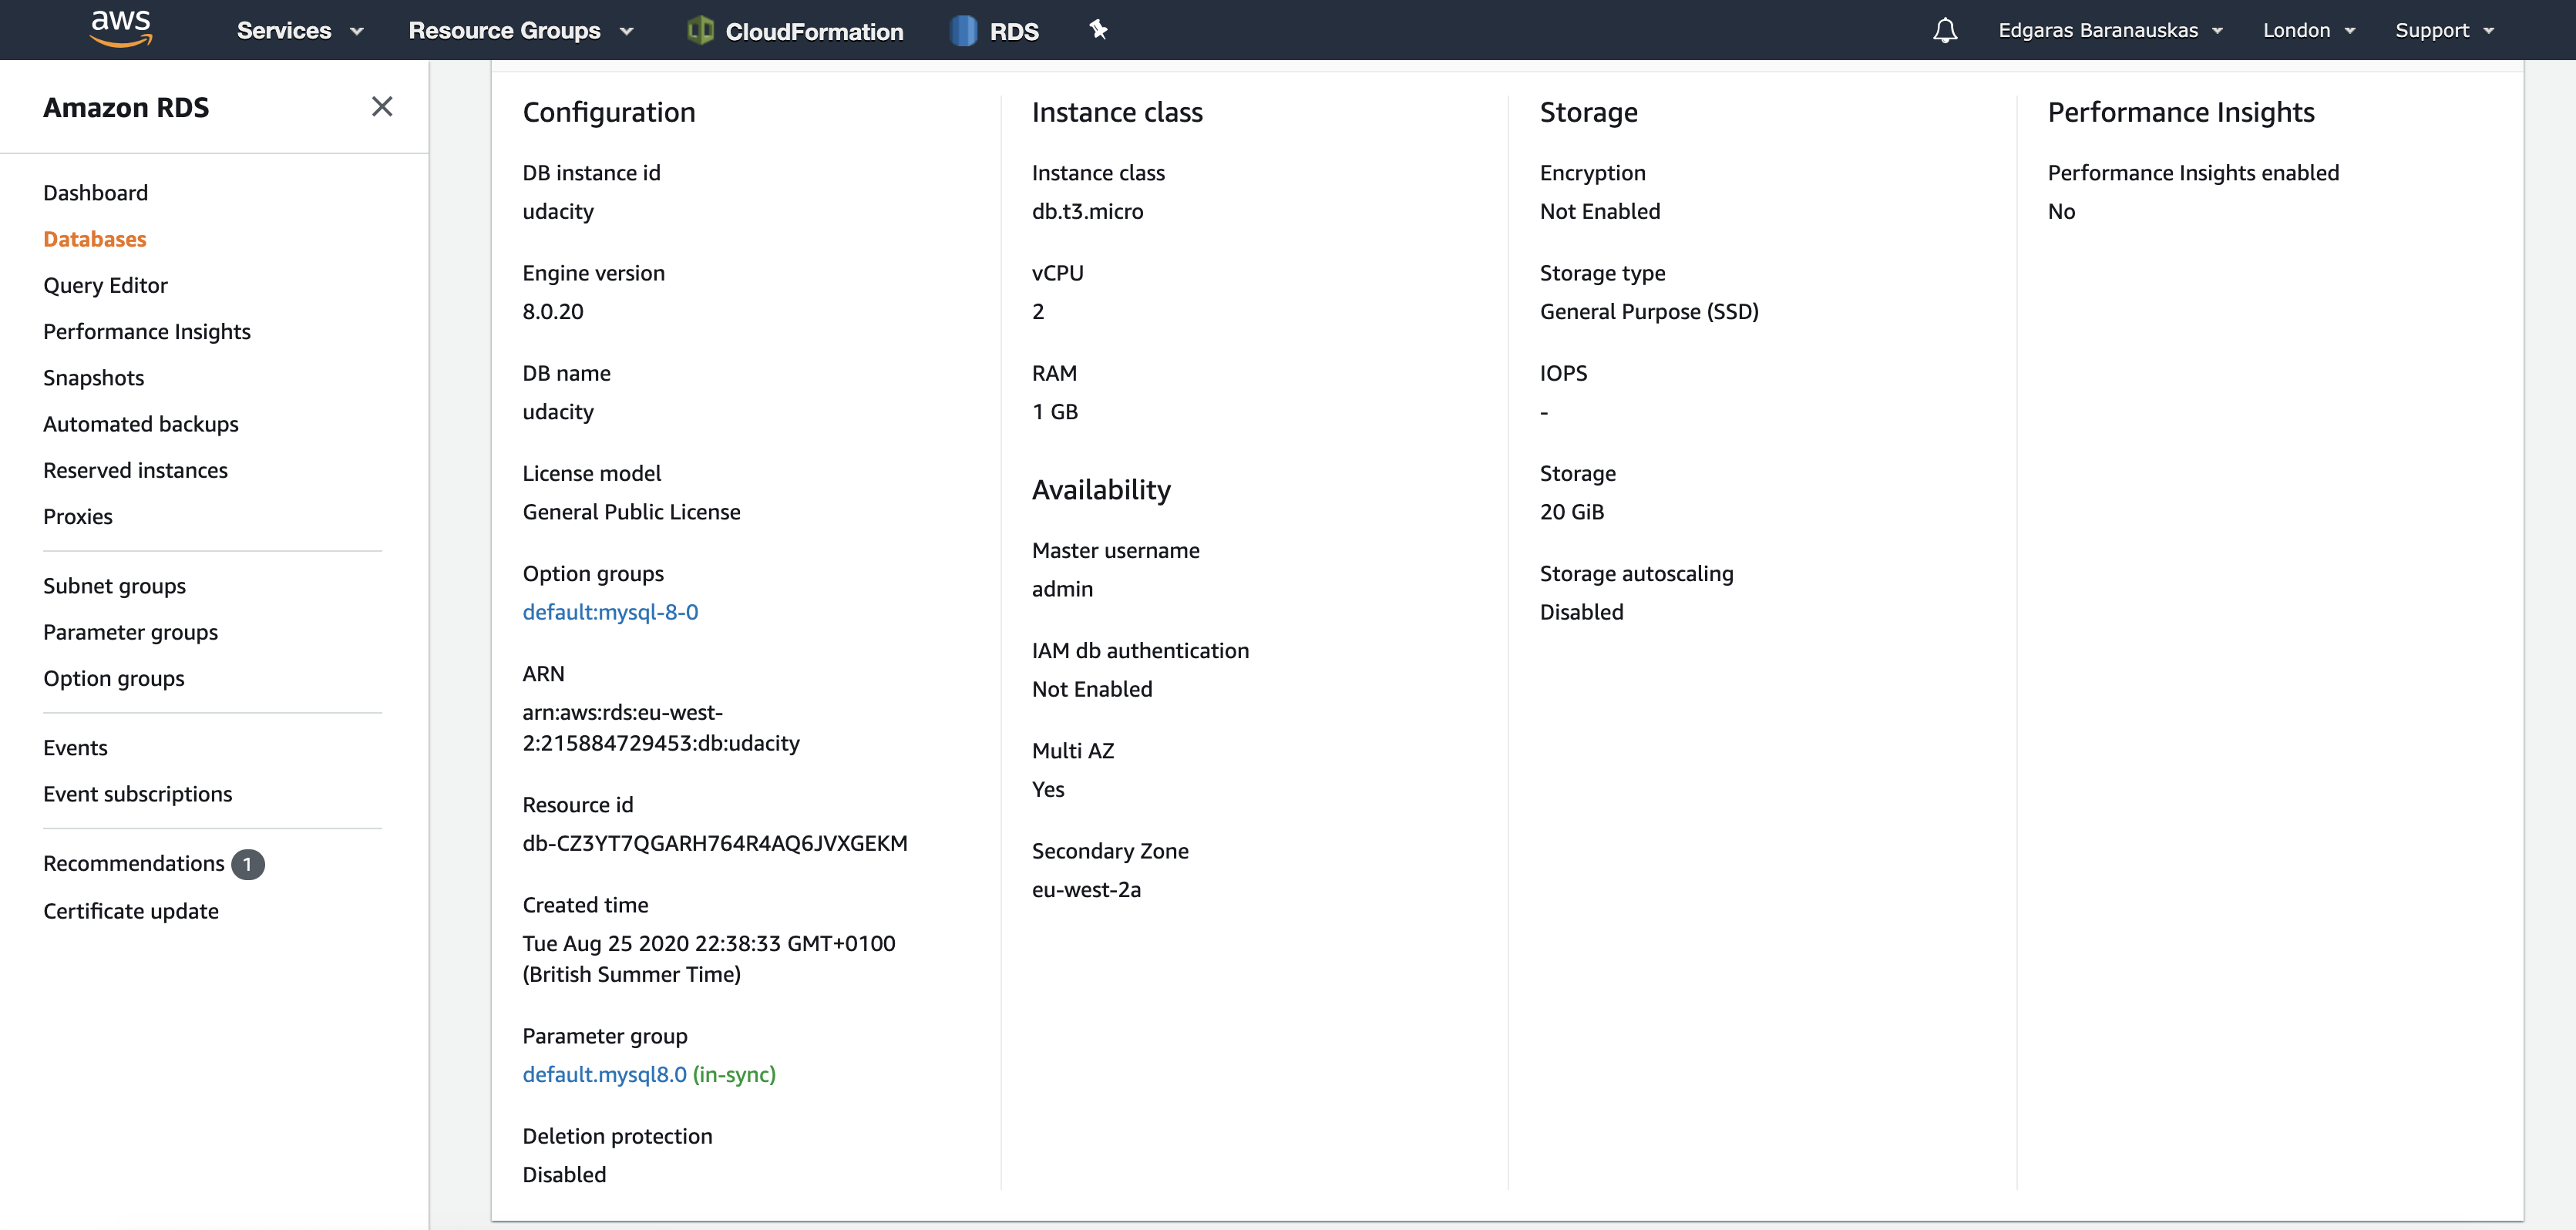 aws Services Resource Groups CloudFormation RDS Edgaras Baranauskas London Support
Amazon RDS
Dashboard
Databases
Query Editor
Performance Insights
Snapshots
Automated backups
Reserved instances
Proxies
Subnet groups
Parameter groups
Option groups
Events
Event subscriptions
Recommendations 1
Certificate update
Configuration
DB instance id
udacity
Engine version
8.0.20
DB name
udacity
License model
General Public License
Option groups
default:mysql-8-0
ARN
arn:aws:rds:eu-west-
2:215884729453:db:udacity
Resource id
db-CZ3YT7QGARH764R4AQ6JVXGEKM
Created time
Tue Aug 25 2020 22:38:33 GMT+0100
(British Summer Time)
Parameter group
default.mysql8.0 (in-sync)
Deletion protection
Disabled
Instance class
Instance class
db.t3.micro
vCPU
2
RAM
1 GB
Availability
Master username
admin
IAM db authentication
Not Enabled
Multi AZ
Yes
Secondary Zone
eu-west-2a
Storage
Encryption
Not Enabled
Storage type
General Purpose (SSD)
IOPS
-
Storage
20 GiB
Storage autoscaling
Disabled
Performance Insights
Performance Insights enabled
No